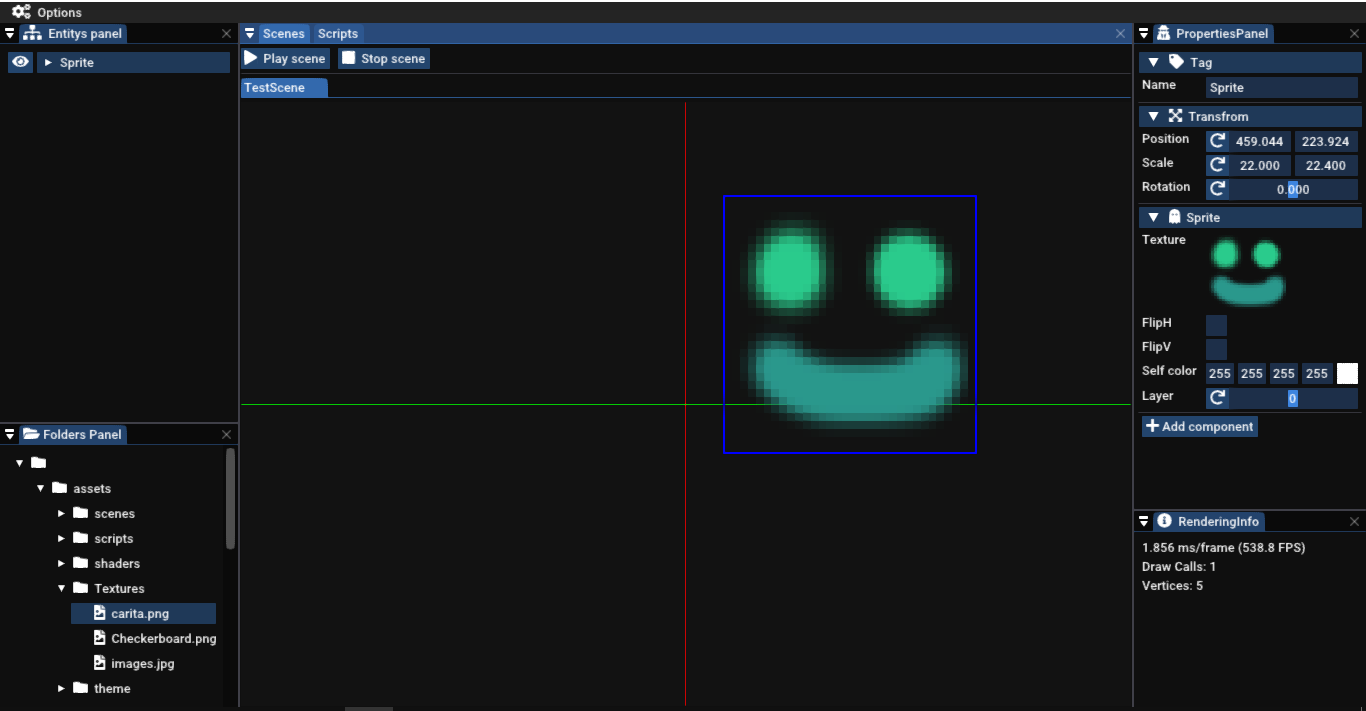 Options
Entitys panel
Sprite
Scenes Scripts
Play scene Stop scene
TestScene
PropertiesPanel
Tag
Name Sprite
Transfrom
Position 459.044 223.924
Scale 22.000 22.400
Rotation 0.000
Sprite
Texture
FlipH
FlipV
Self color 255 255 255 255
Layer 0
Add component
Folders Panel
assets
scenes
scripts
shaders
Textures
carita.png
Checkerboard.png
images.jpg
theme
RenderingInfo
1.856 ms/frame (538.8 FPS)
Draw Calls: 1
Vertices: 5